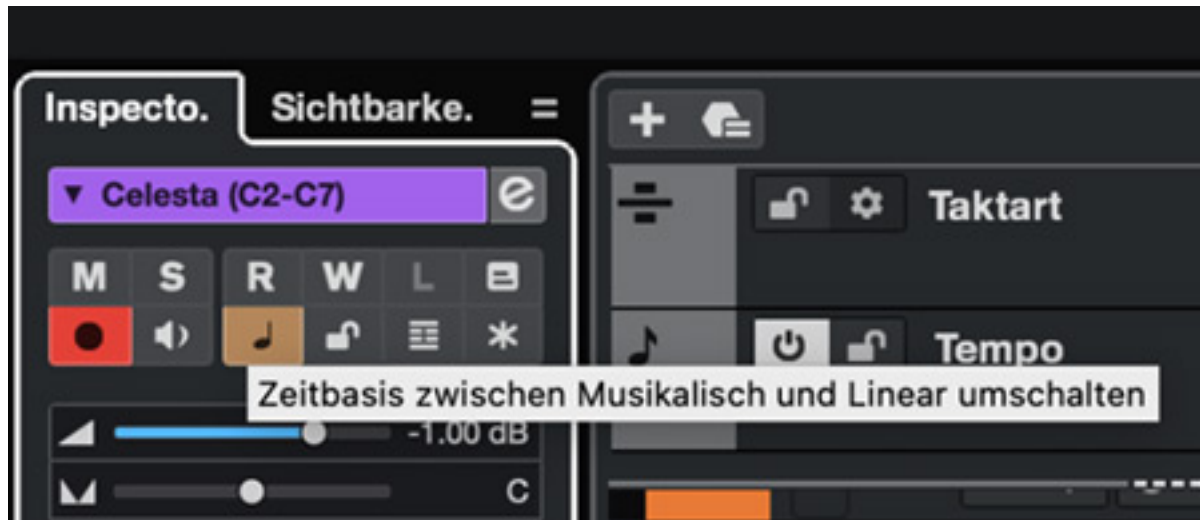 Inspecto. Sichtbarke.
Celesta (C2-C7) e
M S R W L
Taktart
Tempo
Zeitbasis zwischen Musikalisch und Linear umschalten
-1.00 dB
C